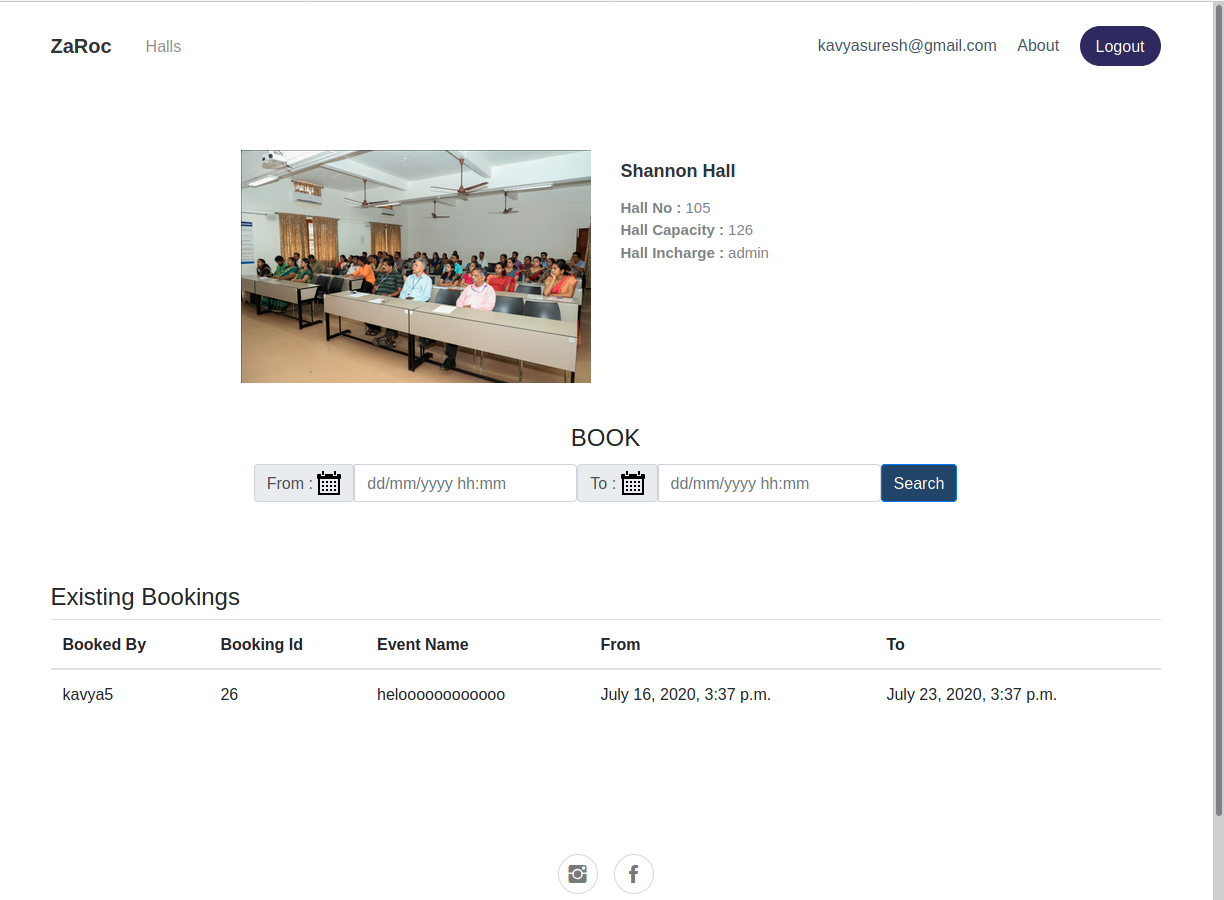 ZaRoc Halls kavyasuresh@gmail.com About Logout
Shannon Hall
Hall No : 105
Hall Capacity : 126
Hall Incharge : admin
BOOK
From : dd/mm/yyyy hh:mm To : dd/mm/yyyy hh:mm Search
Existing Bookings
Booked By Booking Id Event Name From To
kavya5 26 heloooooooooooo July 16, 2020, 3:37 p.m. July 23, 2020, 3:37 p.m.